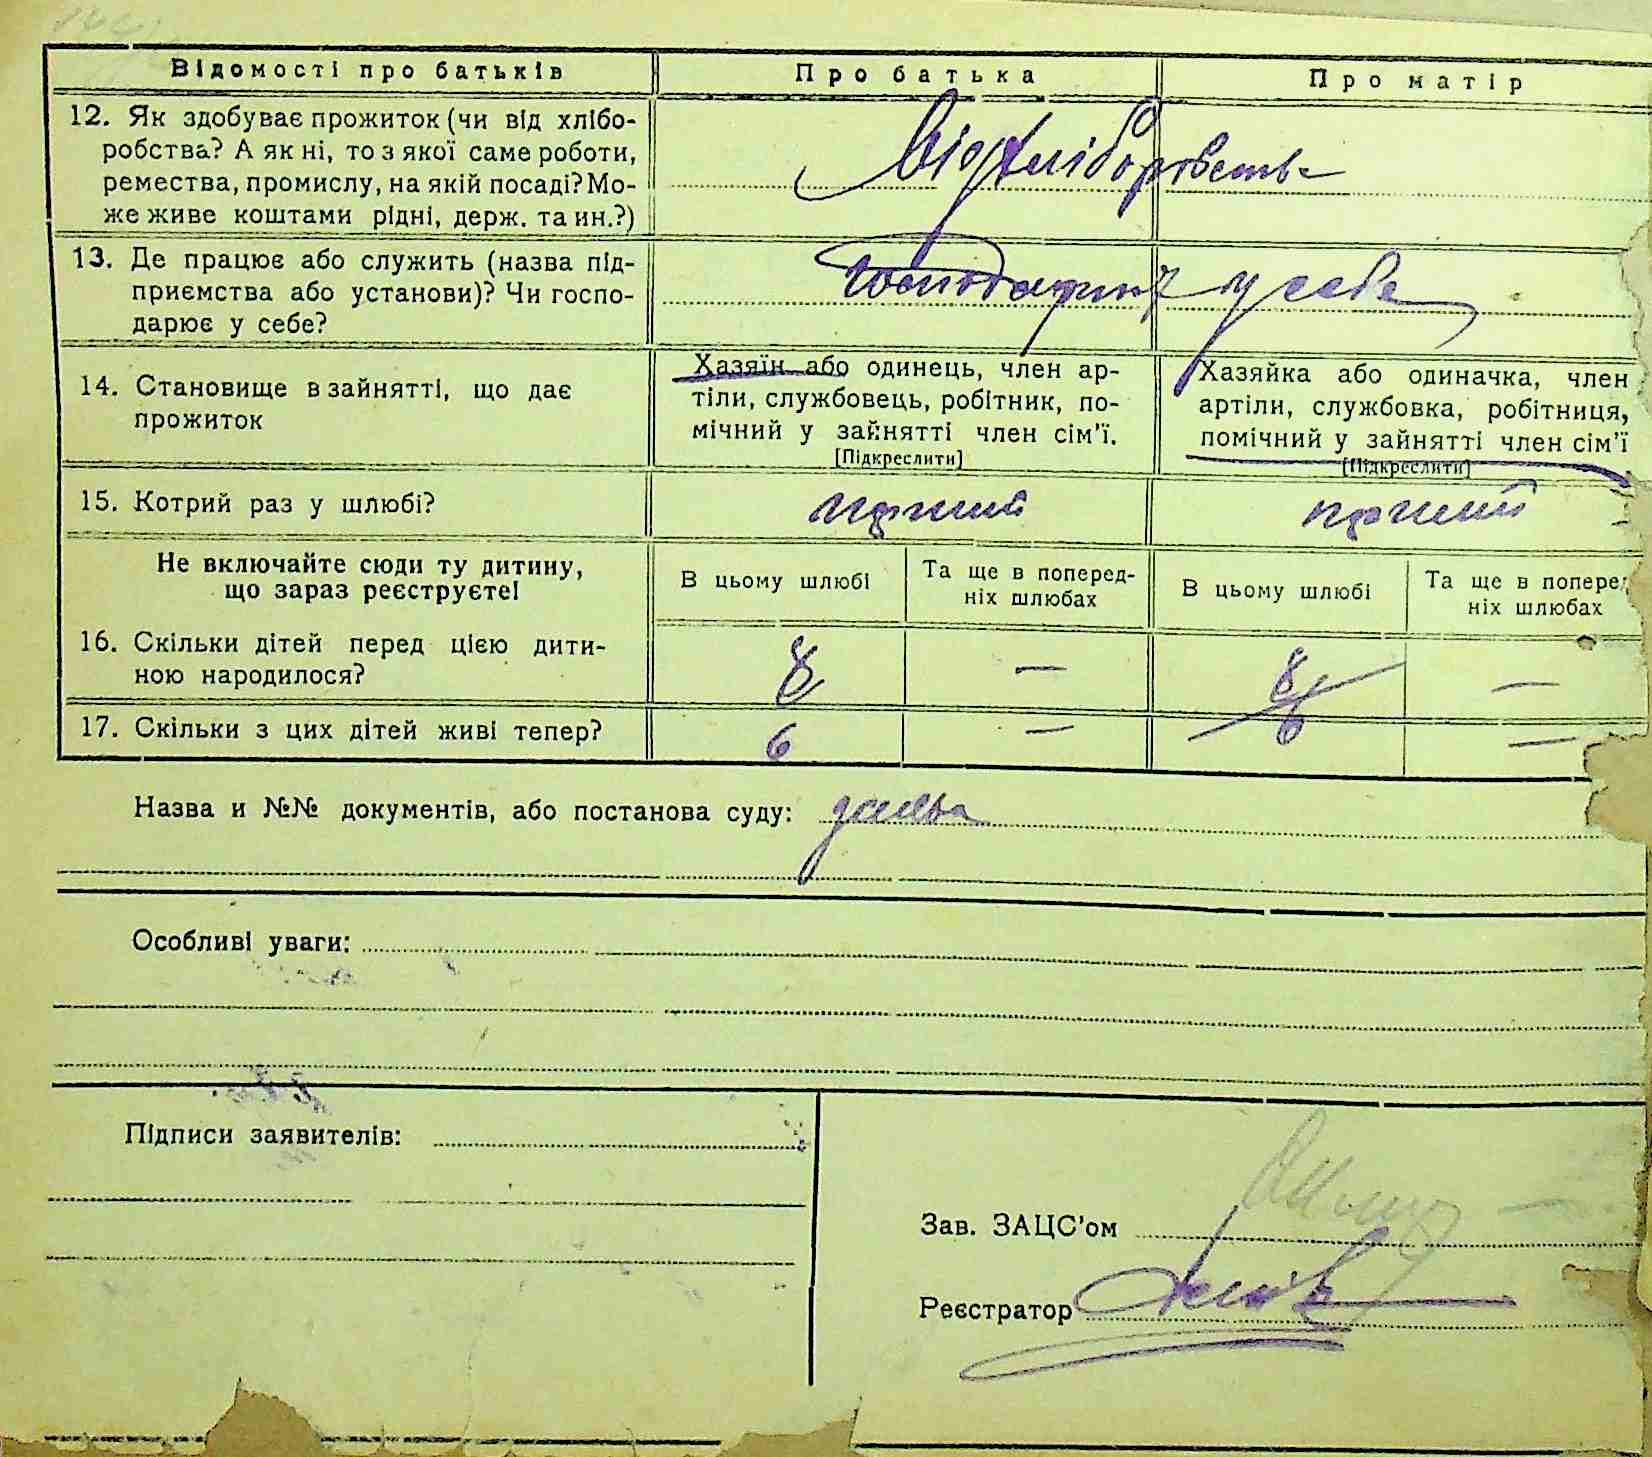 Відомості про батьків
Про батька
Про матір
12. Як здобуває прожиток (чи від хлібо-
робства? А як ні, то з якої саме роботи,
ремества, промислу, на якій посаді? Мо-
же живе коштами рідні, держ. та ин.?)
Від хліборобства
13. Де працює або служить (назва під-
приємства або установи)? Чи госпо-
дарює у себе?
у себе
14. Становище в зайнятті, що дає
прожиток
Хазяїн або одинець, член ар-
тіли, службовець, робітник, по-
мічний у зайнятті член сім'ї.
[Підкреслити]
Хазяйка або одиначка, член
артіли, службовка, робітниця,
помічний у зайнятті член сім'ї
[Підкреслити]
15. Котрий раз у шлюбі?
Не включайте сюди ту дитину,
що зараз реєструєте!
В цьому шлюбі
Та ще в поперед-
ніх шлюбах
В цьому шлюбі
Та ще в поперед
ніх шлюбах
16. Скільки дітей перед цією дити-
ною народилося?
8 — 8 —
17. Скільки з цих дітей живі тепер?
6 — 6 —
Назва и №№ документів, або постанова суду:
Особливі уваги:
Підписи заявителів:
Зав. ЗАЦС'ом
Реєстратор